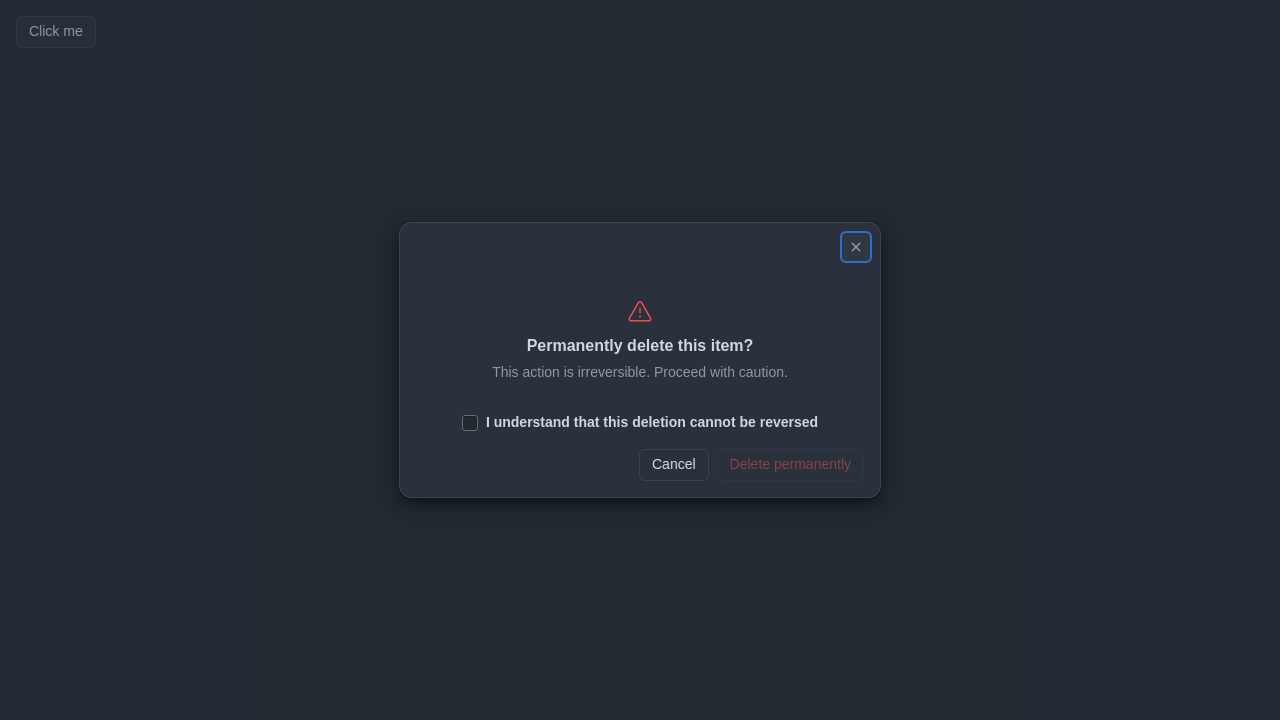 Click me
Permanently delete this item?
This action is irreversible. Proceed with caution.
I understand that this deletion cannot be reversed
Cancel
Delete permanently